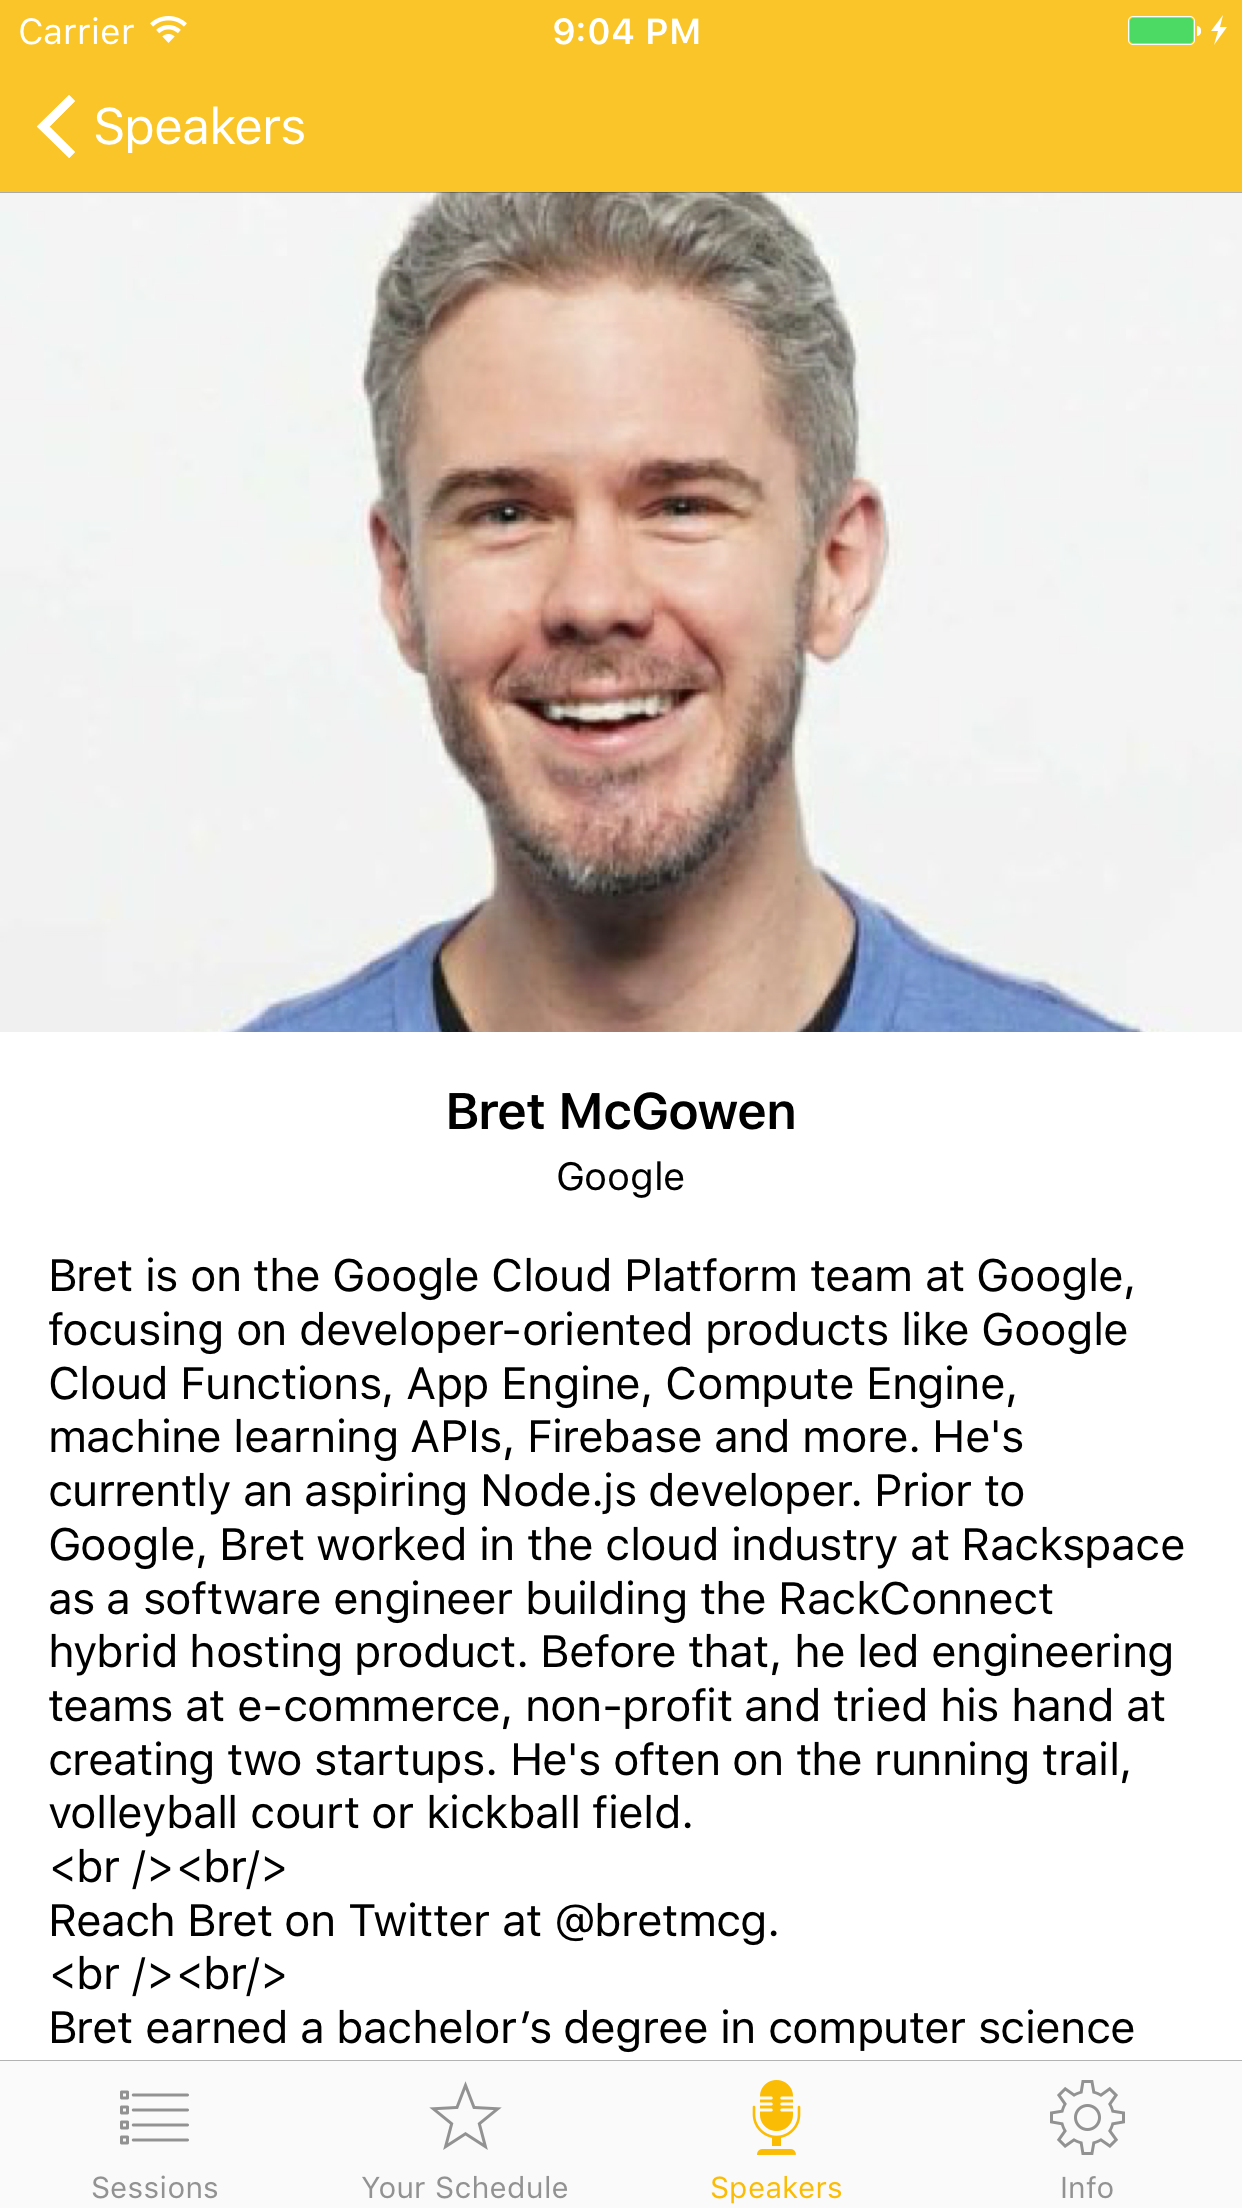 Carrier 9:04 PM
Speakers
Bret McGowen
Google
Bret is on the Google Cloud Platform team at Google,
focusing on developer-oriented products like Google
Cloud Functions, App Engine, Compute Engine,
machine learning APIs, Firebase and more. He's
currently an aspiring Node.js developer. Prior to
Google, Bret worked in the cloud industry at Rackspace
as a software engineer building the RackConnect
hybrid hosting product. Before that, he led engineering
teams at e-commerce, non-profit and tried his hand at
creating two startups. He's often on the running trail,
volleyball court or kickball field.
<br /><br/>
Reach Bret on Twitter at @bretmcg.
<br /><br/>
Bret earned a bachelor’s degree in computer science
Sessions Your Schedule Speakers Info